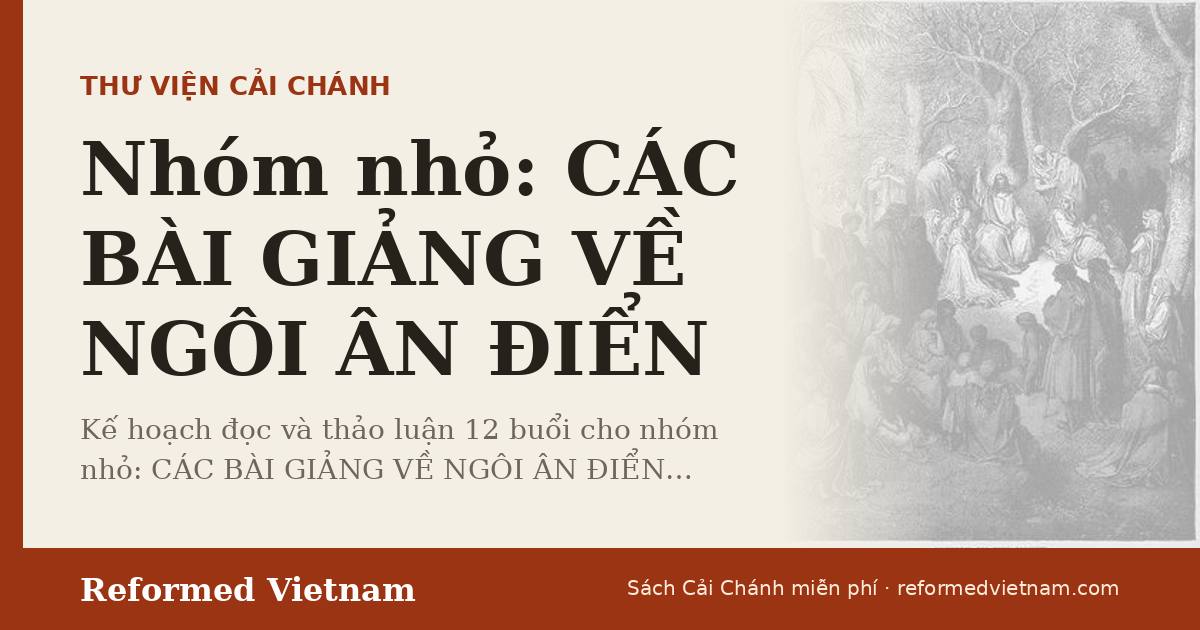 THƯ VIỆN CẢI CHÁNH
Nhóm nhỏ: CÁC
BÀI GIẢNG VỀ
NGÔI ÂN ĐIỂN
Kế hoạch đọc và thảo luận 12 buổi cho nhóm
nhỏ: CÁC BÀI GIẢNG VỀ NGÔI ÂN ĐIỂN...
Reformed Vietnam
Sách Cải Chánh miễn phí · reformedvietnam.com